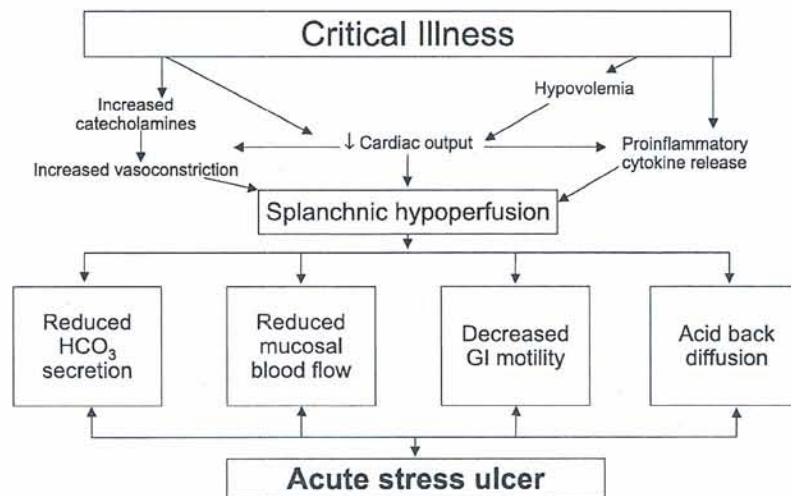 Critical Illness
Increased
catecholamines
Hypovolemia
↓ Cardiac output
Increased vasoconstriction
Proinflammatory
cytokine release
Splanchnic hypoperfusion
Reduced
HCO₃
secretion
Reduced
mucosal
blood flow
Decreased
GI motility
Acid back
diffusion
Acute stress ulcer